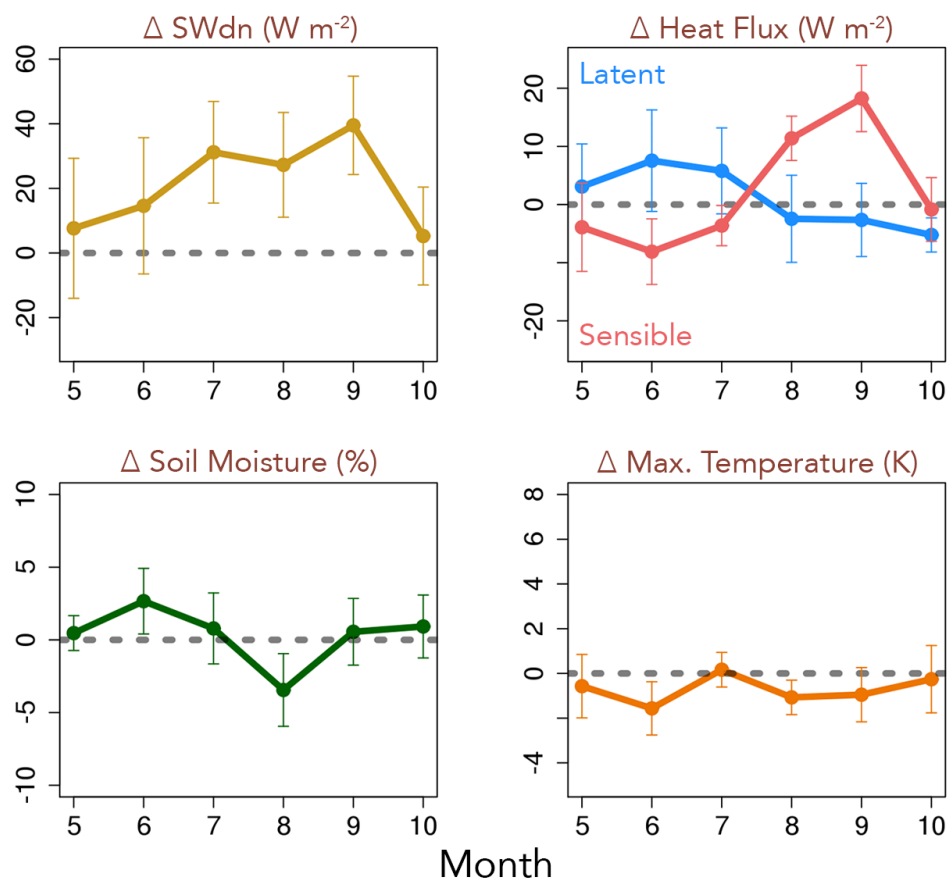 Δ SWdn (W m-2)
60
40
20
0
-20
5 6 7 8 9 10
Δ Heat Flux (W m-2)
Latent
20
10
0
-20
Sensible
5 6 7 8 9 10
Δ Soil Moisture (%)
10
5
0
-5
-10
5 6 7 8 9 10
Δ Max. Temperature (K)
8
6
4
2
0
-4
5 6 7 8 9 10
Month